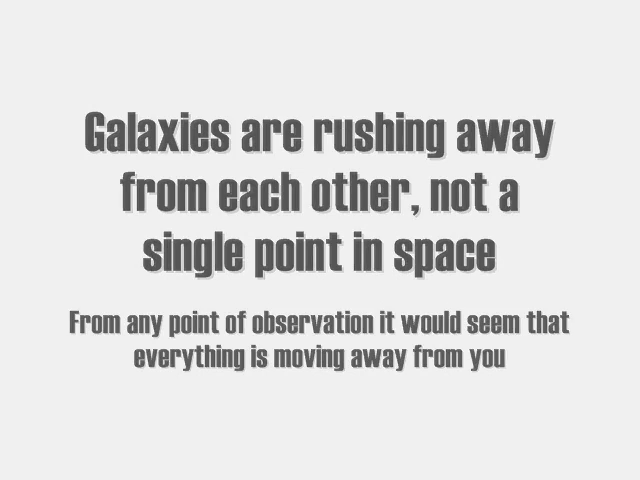 Galaxies are rushing away
from each other, not a
single point in space
From any point of observation it would seem that
everything is moving away from you